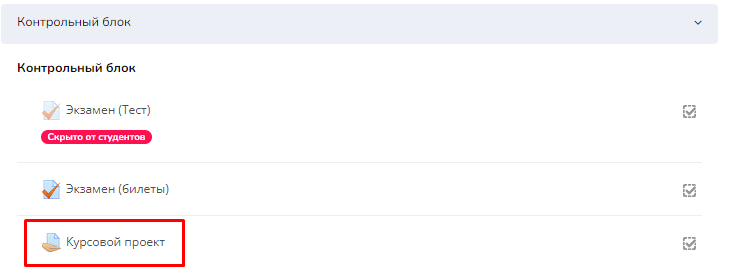 Контрольный блок
Контрольный блок
Экзамен (Тест)
Скрыто от студентов
Экзамен (билеты)
Курсовой проект